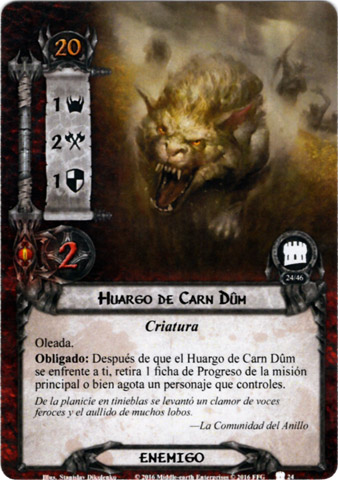 20
1
2
1
2
24/46
Huargo de Carn Dûm
Criatura
Oleada.
Obligado: Después de que el Huargo de Carn Dûm
se enfrente a ti, retira 1 ficha de Progreso de la misión
principal o bien agota un personaje que controles.
De la planicie en tinieblas se levantó un clamor de voces
feroces y el aullido de muchos lobos.
—La Comunidad del Anillo
ENEMIGO
Illus. Stanislav Dikolenko © 2016 Middle-earth Enterprises © 2016 FFG 24